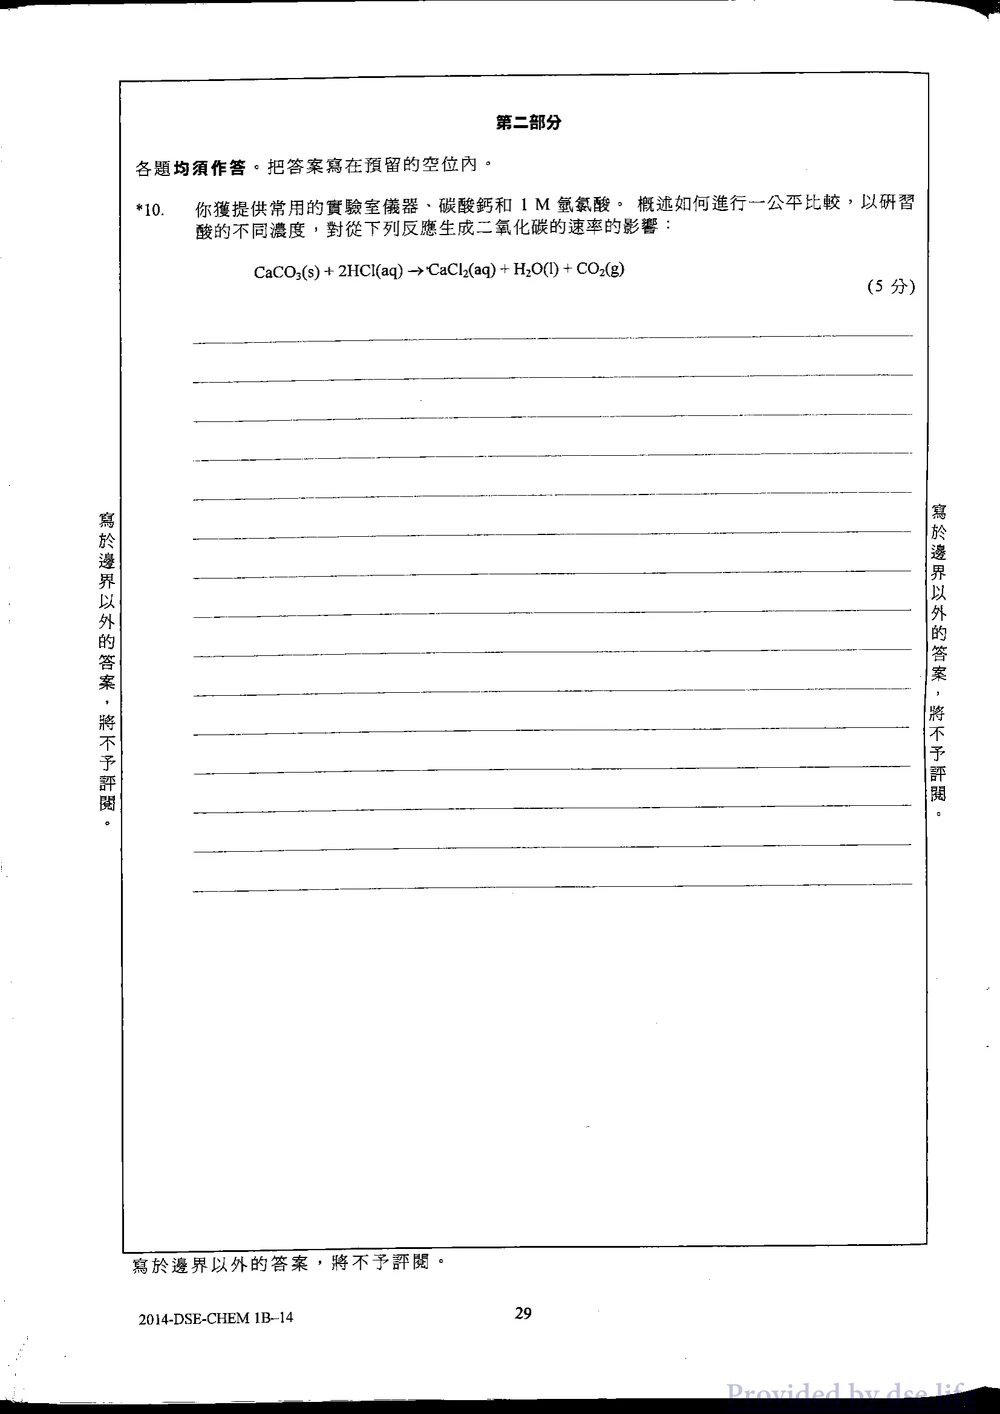 第二部分
各題均須作答。把答案寫在預留的空位內。
*10. 你獲提供常用的實驗室儀器、碳酸鈣和 1 M 氫氯酸。 概述如何進行一公平比較，以研習
酸的不同濃度，對從下列反應生成二氧化碳的速率的影響：
CaCO₃(s) + 2HCl(aq) → CaCl₂(aq) + H₂O(l) + CO₂(g)
(5 分)
寫於邊界以外的答案，將不予評閱。
寫於邊界以外的答案，將不予評閱。
寫於邊界以外的答案，將不予評閱。
2014-DSE-CHEM 1B–14
29
Provided by dse.life